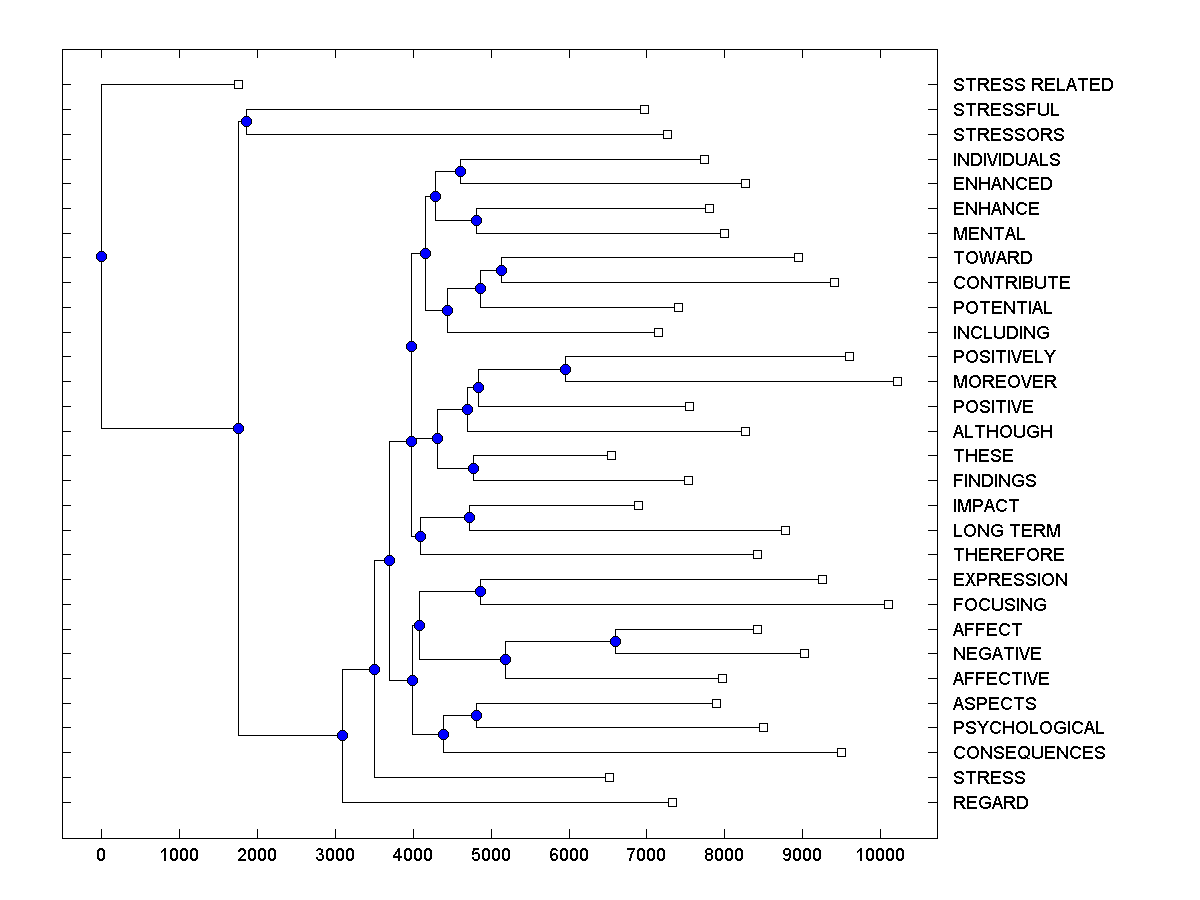 STRESS RELATED
STRESSFUL
STRESSORS
INDIVIDUALS
ENHANCED
ENHANCE
MENTAL
TOWARD
CONTRIBUTE
POTENTIAL
INCLUDING
POSITIVELY
MOREOVER
POSITIVE
ALTHOUGH
THESE
FINDINGS
IMPACT
LONG TERM
THEREFORE
EXPRESSION
FOCUSING
AFFECT
NEGATIVE
AFFECTIVE
ASPECTS
PSYCHOLOGICAL
CONSEQUENCES
STRESS
REGARD
0 1000 2000 3000 4000 5000 6000 7000 8000 9000 10000